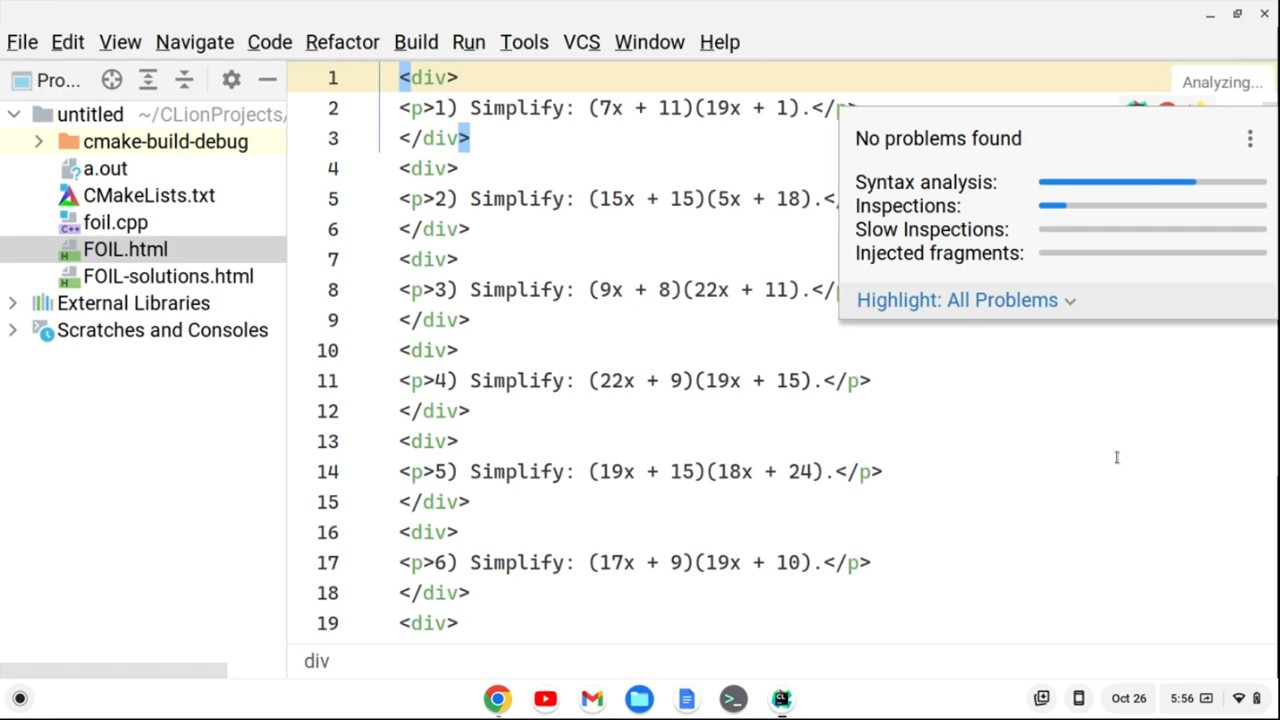 File Edit View Navigate Code Refactor Build Run Tools VCS Window Help
Pro...
untitled ~/CLionProjects/
cmake-build-debug
a.out
CMakeLists.txt
foil.cpp
FOIL.html
FOIL-solutions.html
External Libraries
Scratches and Consoles
1 <div>
2 <p>1) Simplify: (7x + 11)(19x + 1).</p>
3 </div>
4 <div>
5 <p>2) Simplify: (15x + 15)(5x + 18).<
6 </div>
7 <div>
8 <p>3) Simplify: (9x + 8)(22x + 11).</
9 </div>
10 <div>
11 <p>4) Simplify: (22x + 9)(19x + 15).</p>
12 </div>
13 <div>
14 <p>5) Simplify: (19x + 15)(18x + 24).</p>
15 </div>
16 <div>
17 <p>6) Simplify: (17x + 9)(19x + 10).</p>
18 </div>
19 <div>
Analyzing...
No problems found
Syntax analysis:
Inspections:
Slow Inspections:
Injected fragments:
Highlight: All Problems
div
Oct 26 5:56